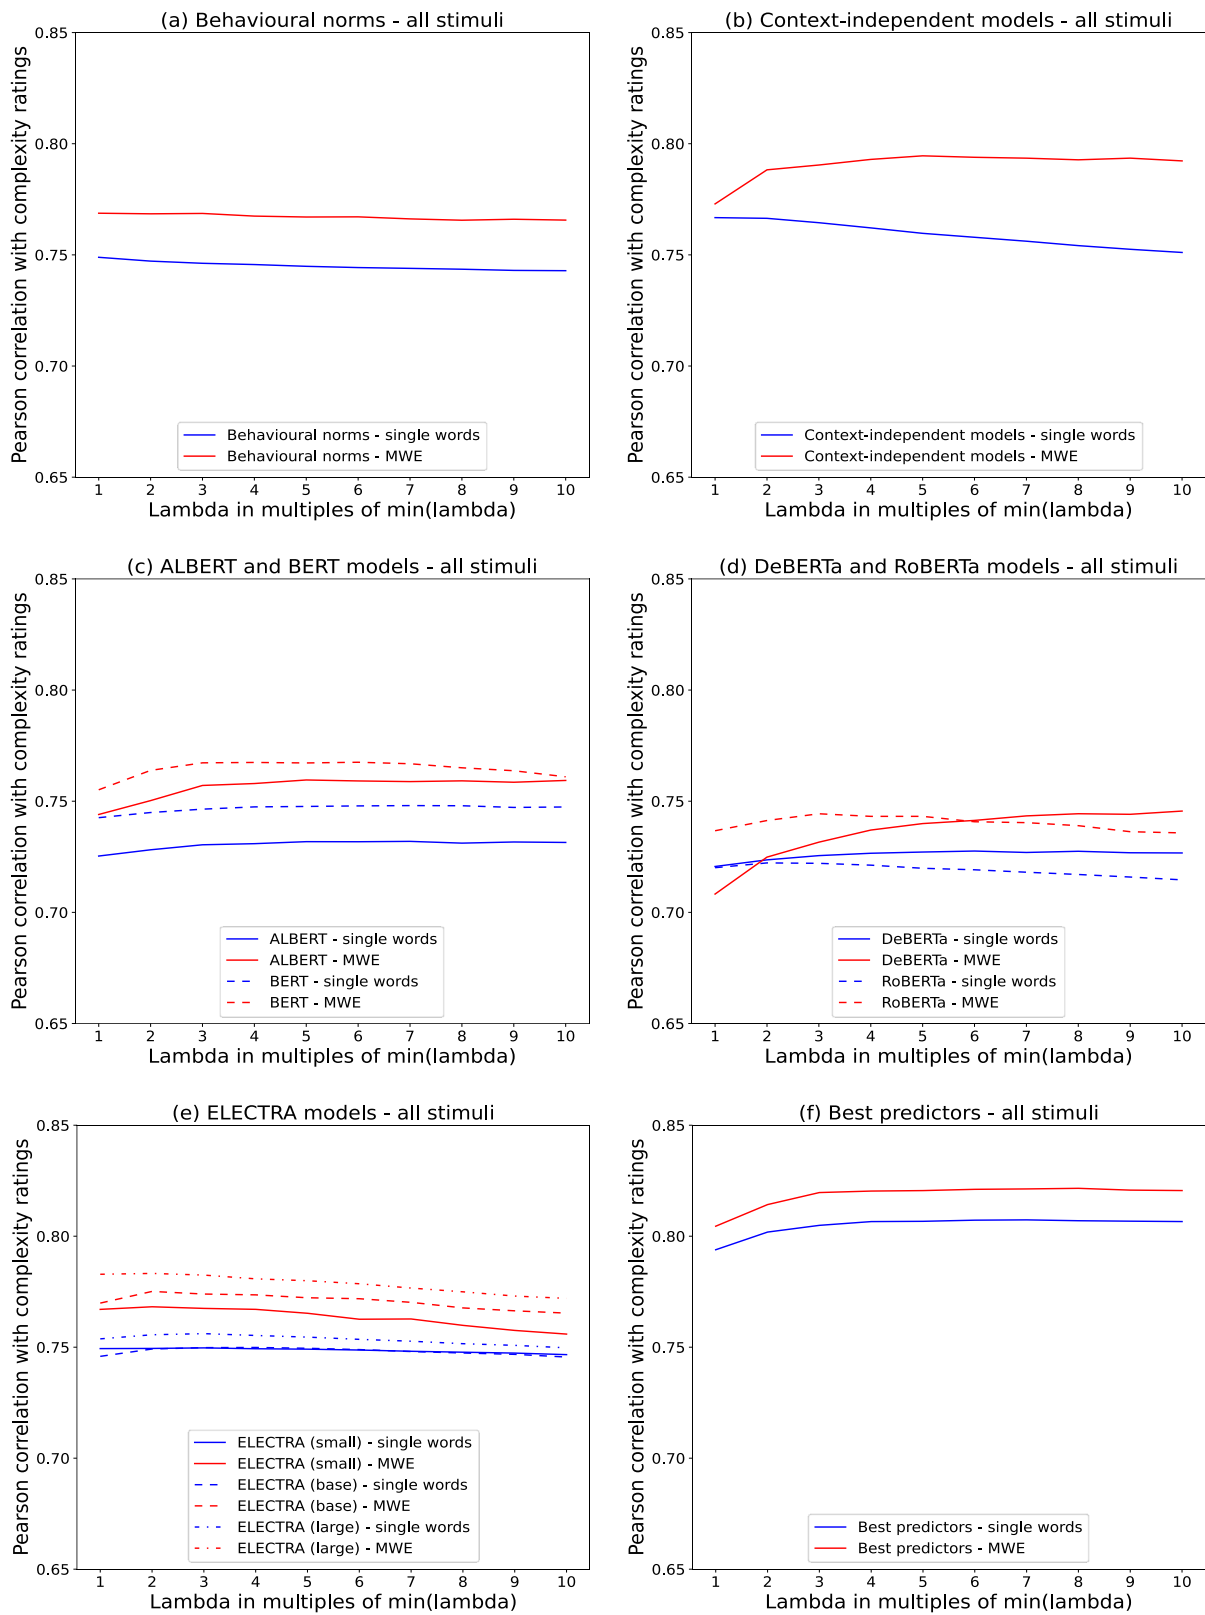 (a) Behavioural norms - all stimuli
Pearson correlation with complexity ratings
0.85
0.80
0.75
0.70
0.65
Behavioural norms - single words
Behavioural norms - MWE
1 2 3 4 5 6 7 8 9 10
Lambda in multiples of min(lambda)
(b) Context-independent models - all stimuli
Pearson correlation with complexity ratings
0.85
0.80
0.75
0.70
0.65
Context-independent models - single words
Context-independent models - MWE
1 2 3 4 5 6 7 8 9 10
Lambda in multiples of min(lambda)
(c) ALBERT and BERT models - all stimuli
Pearson correlation with complexity ratings
0.85
0.80
0.75
0.70
0.65
ALBERT - single words
ALBERT - MWE
BERT - single words
BERT - MWE
1 2 3 4 5 6 7 8 9 10
Lambda in multiples of min(lambda)
(d) DeBERTa and RoBERTa models - all stimuli
Pearson correlation with complexity ratings
0.85
0.80
0.75
0.70
0.65
DeBERTa - single words
DeBERTa - MWE
RoBERTa - single words
RoBERTa - MWE
1 2 3 4 5 6 7 8 9 10
Lambda in multiples of min(lambda)
(e) ELECTRA models - all stimuli
Pearson correlation with complexity ratings
0.85
0.80
0.75
0.70
0.65
ELECTRA (small) - single words
ELECTRA (small) - MWE
ELECTRA (base) - single words
ELECTRA (base) - MWE
ELECTRA (large) - single words
ELECTRA (large) - MWE
1 2 3 4 5 6 7 8 9 10
Lambda in multiples of min(lambda)
(f) Best predictors - all stimuli
Pearson correlation with complexity ratings
0.85
0.80
0.75
0.70
0.65
Best predictors - single words
Best predictors - MWE
1 2 3 4 5 6 7 8 9 10
Lambda in multiples of min(lambda)